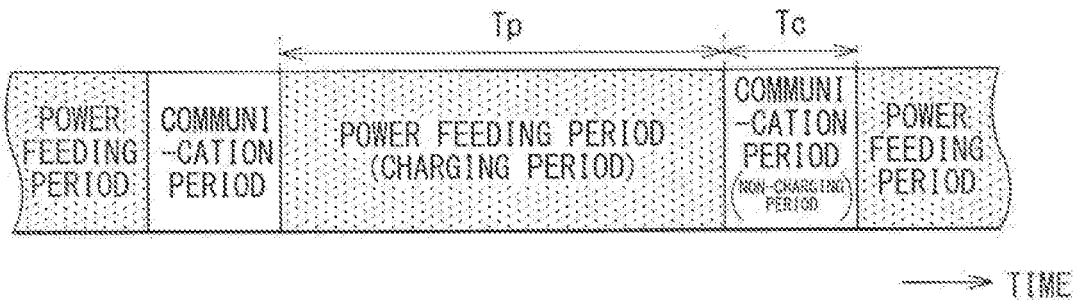 Tp
Tc
POWER
FEEDING
PERIOD
COMMUNI
-CATION
PERIOD
POWER FEEDING PERIOD
(CHARGING PERIOD)
COMMUNI
-CATION
PERIOD
(NON-CHARGING
PERIOD)
POWER
FEEDING
PERIOD
TIME